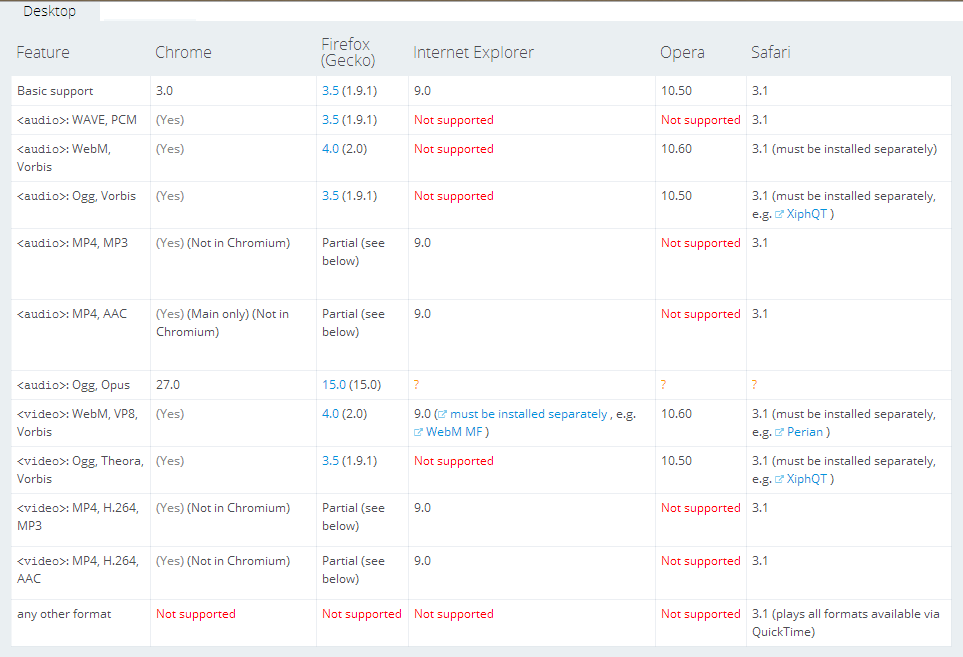 Desktop
Feature Chrome Firefox (Gecko) Internet Explorer Opera Safari
Basic support 3.0 3.5 (1.9.1) 9.0 10.50 3.1
<audio>: WAVE, PCM (Yes) 3.5 (1.9.1) Not supported Not supported 3.1
<audio>: WebM, Vorbis (Yes) 4.0 (2.0) Not supported 10.60 3.1 (must be installed separately)
<audio>: Ogg, Vorbis (Yes) 3.5 (1.9.1) Not supported 10.50 3.1 (must be installed separately, e.g. XiphQT )
<audio>: MP4, MP3 (Yes) (Not in Chromium) Partial (see below) 9.0 Not supported 3.1
<audio>: MP4, AAC (Yes) (Main only) (Not in Chromium) Partial (see below) 9.0 Not supported 3.1
<audio>: Ogg, Opus 27.0 15.0 (15.0) ? ? ?
<video>: WebM, VP8, Vorbis (Yes) 4.0 (2.0) 9.0 ( must be installed separately , e.g. WebM MF ) 10.60 3.1 (must be installed separately, e.g. Perian )
<video>: Ogg, Theora, Vorbis (Yes) 3.5 (1.9.1) Not supported 10.50 3.1 (must be installed separately, e.g. XiphQT )
<video>: MP4, H.264, MP3 (Yes) (Not in Chromium) Partial (see below) 9.0 Not supported 3.1
<video>: MP4, H.264, AAC (Yes) (Not in Chromium) Partial (see below) 9.0 Not supported 3.1
any other format Not supported Not supported Not supported Not supported 3.1 (plays all formats available via QuickTime)